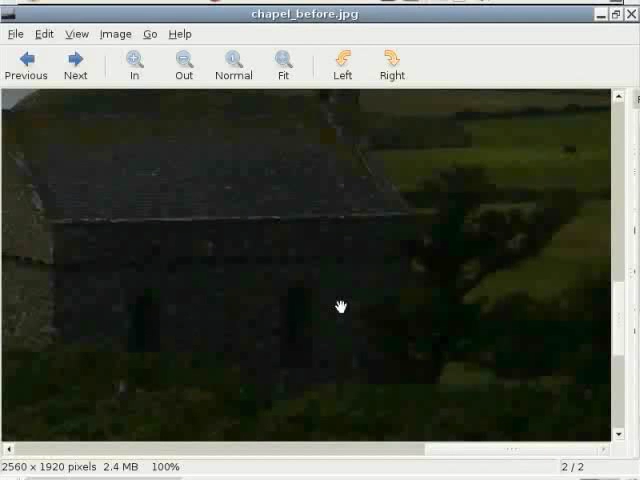 chapel_before.jpg
File Edit View Image Go Help
Previous Next In Out Normal Fit Left Right
2560 x 1920 pixels 2.4 MB 100% 2 / 2